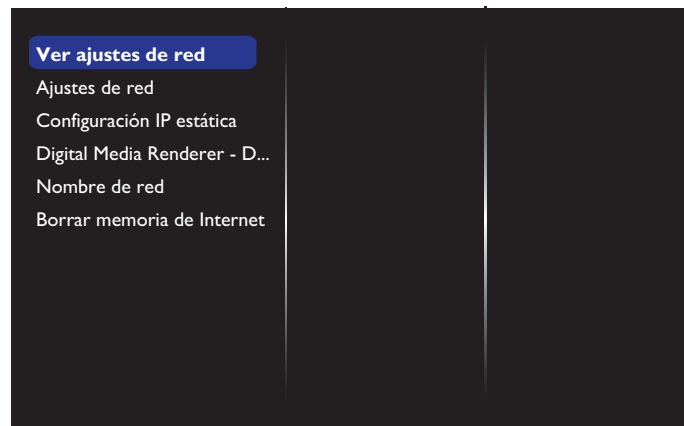 Ver ajustes de red
Ajustes de red
Configuración IP estática
Digital Media Renderer - D...
Nombre de red
Borrar memoria de Internet